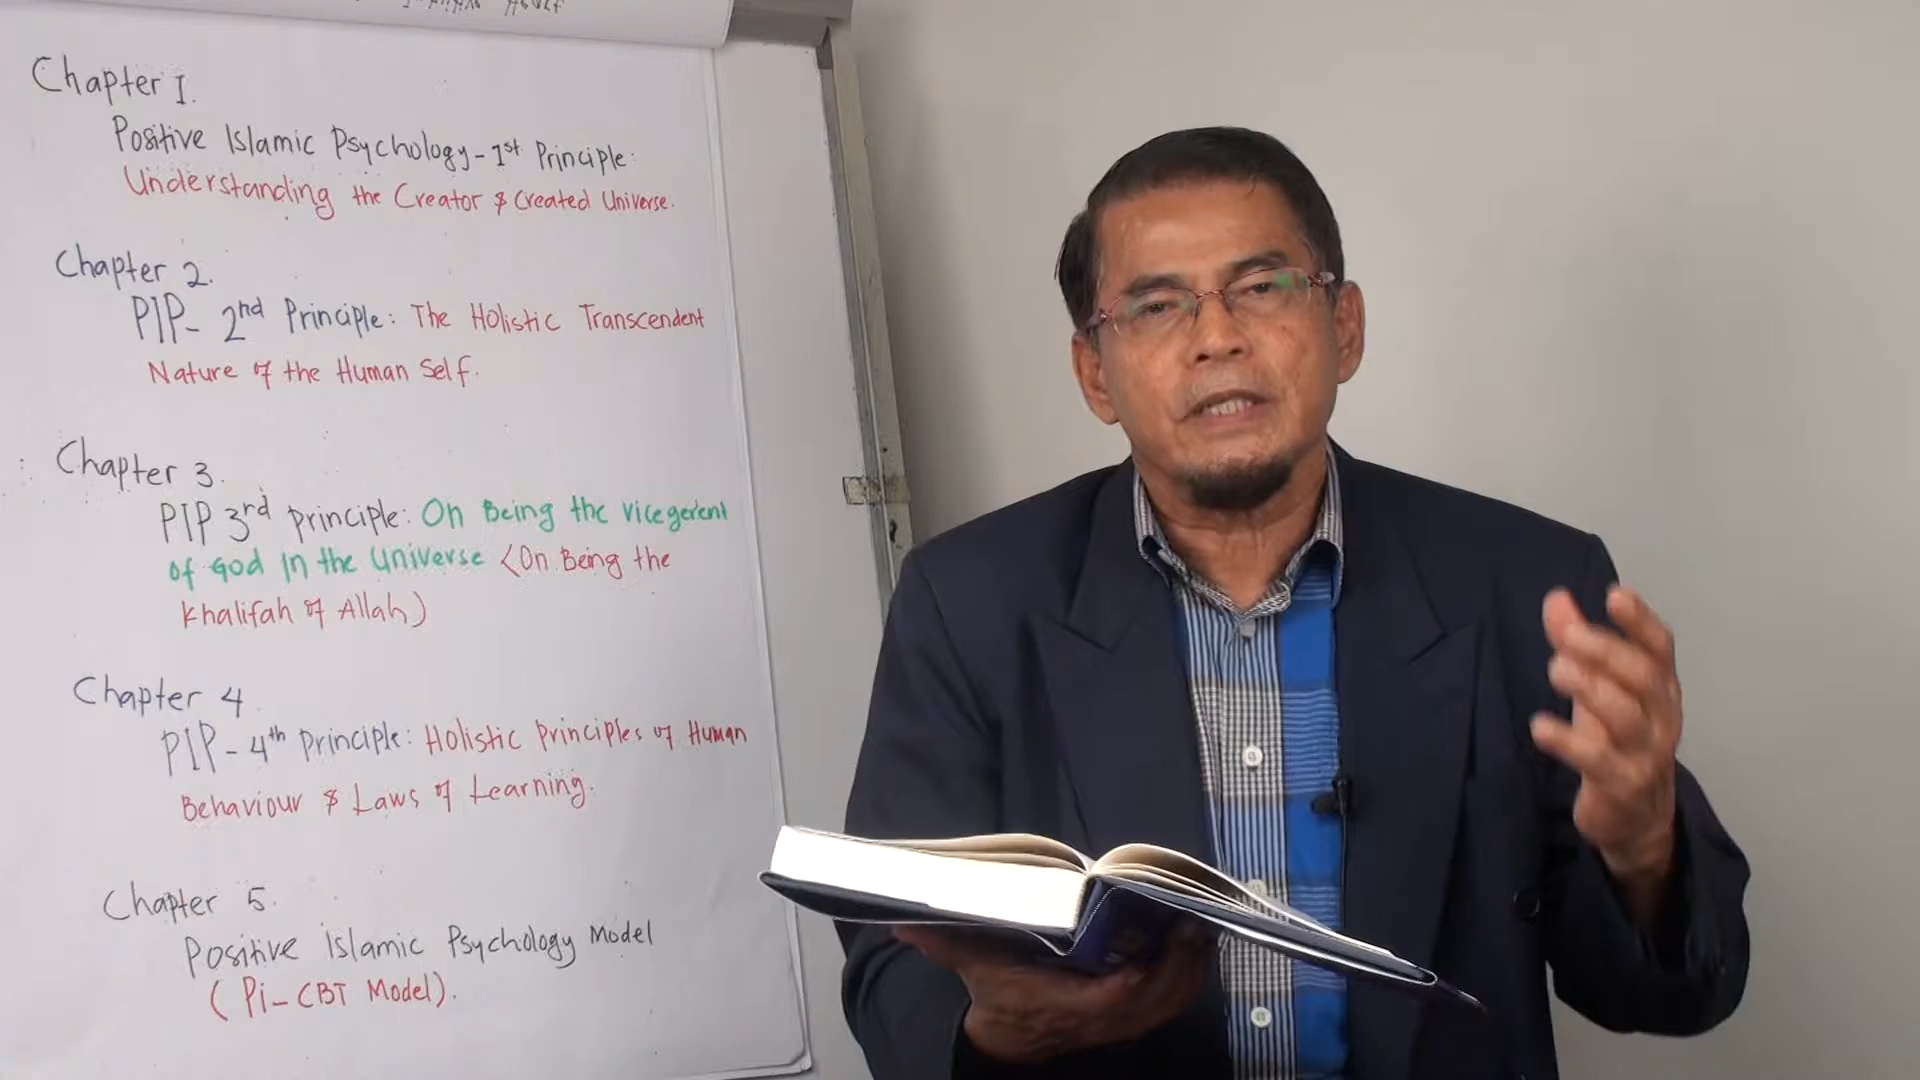 Chapter 1.
Positive Islamic Psychology - 1st Principle:
Understanding the Creator & Created Universe.
Chapter 2.
PIP- 2nd Principle: The Holistic Transcendent
Nature of the Human Self.
Chapter 3.
PIP 3rd principle: On Being the vicegerent
of God In the Universe (On Being the
Khalifah of Allah)
Chapter 4
PIP - 4th Principle: Holistic Principles of Human
Behaviour & Laws of Learning.
Chapter 5.
Positive Islamic Psychology Model
(Pi-CBT Model).